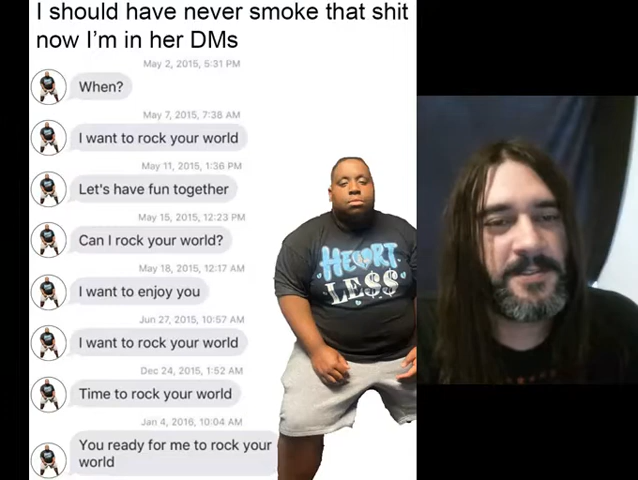 I should have never smoke that shit
now I'm in her DMs
May 2, 2015, 5:31 PM
When?
May 7, 2015, 7:38 AM
I want to rock your world
May 11, 2015, 1:36 PM
Let's have fun together
May 15, 2015, 12:23 PM
Can I rock your world?
May 18, 2015, 12:17 AM
I want to enjoy you
Jun 27, 2015, 10:57 AM
I want to rock your world
Dec 24, 2015, 1:52 AM
Time to rock your world
Jan 4, 2016, 10:04 AM
You ready for me to rock your
world
HEART
LE$$